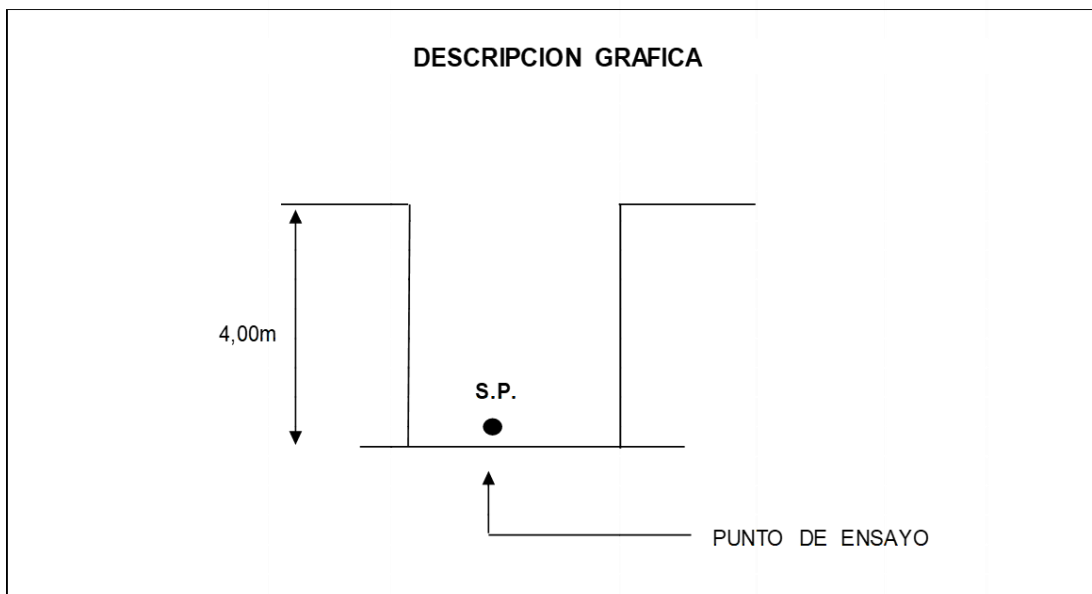 DESCRIPCION GRAFICA
4,00m
S.P.
PUNTO DE ENSAYO